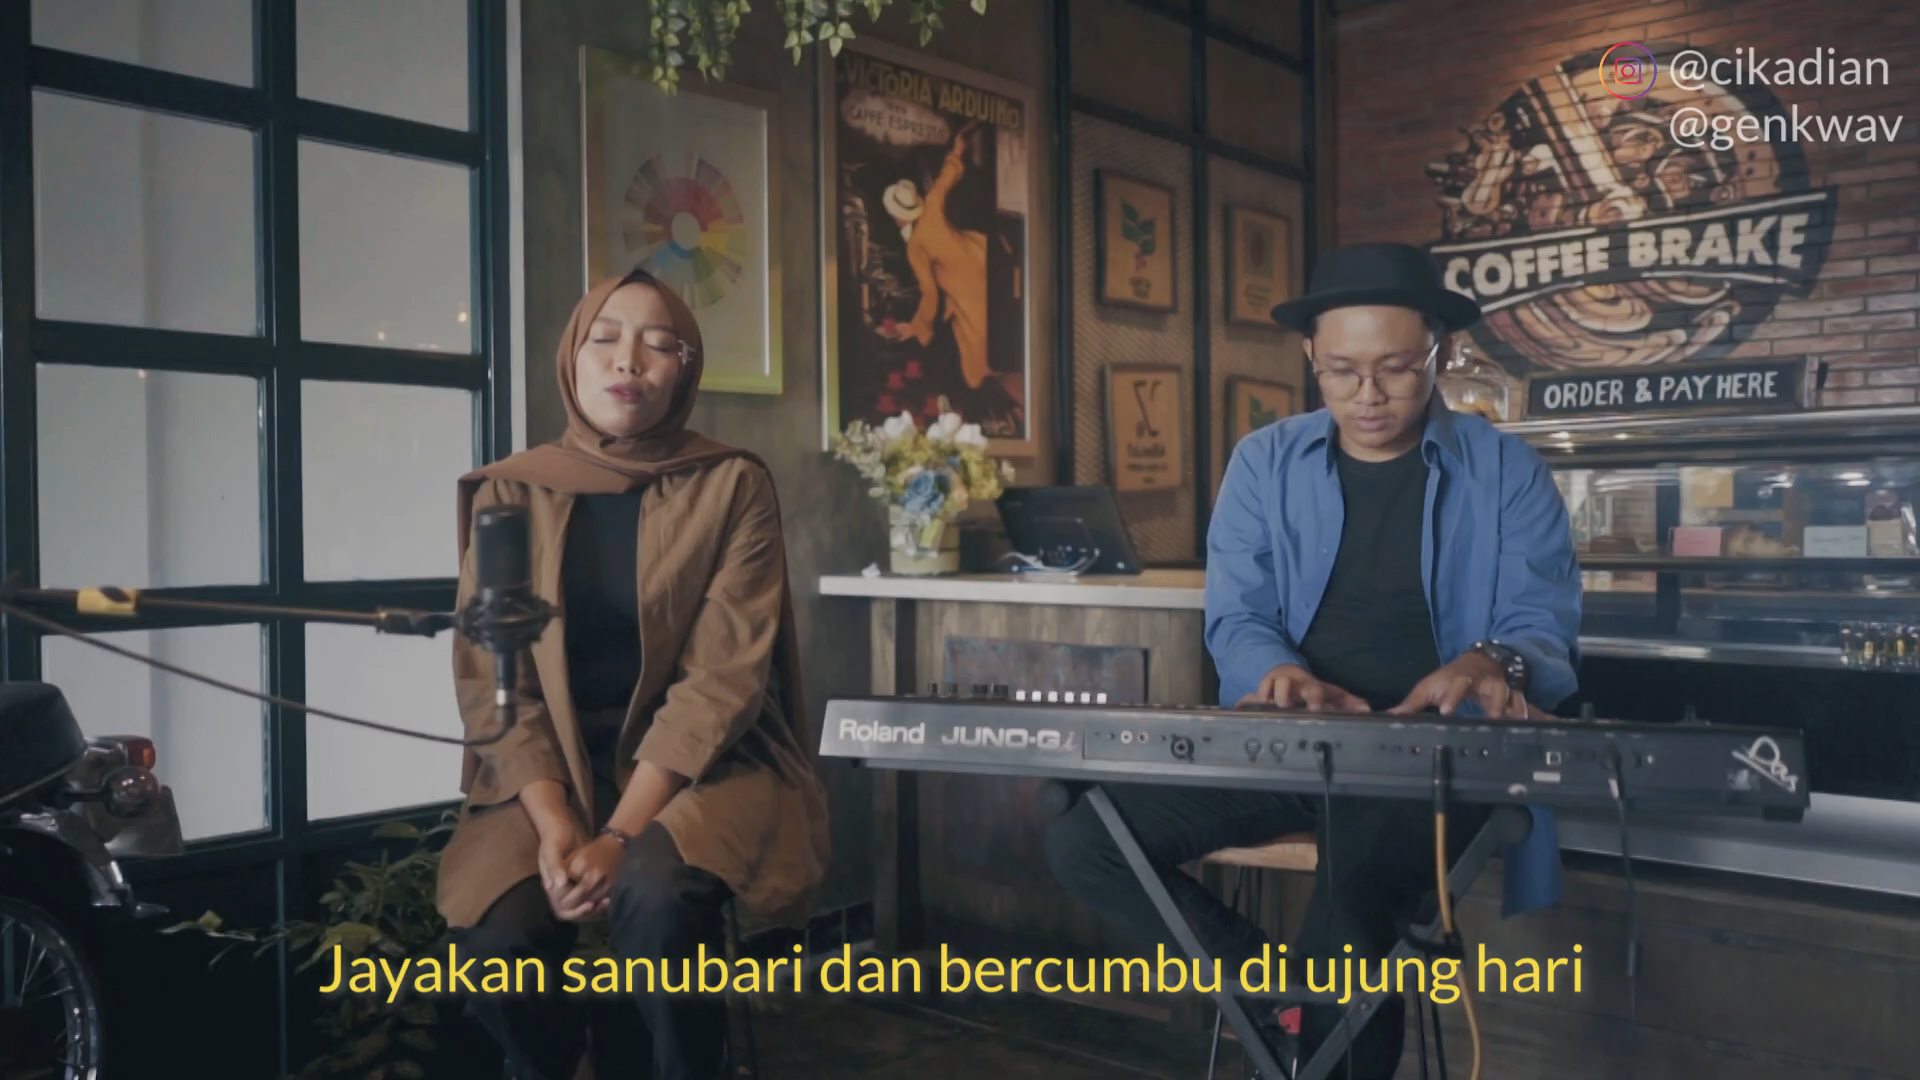 @cikadian
@genkwav
VICTORIA ARDUINO
CAFFE ESPRESSO
COFFEE BRAKE
ORDER & PAY HERE
Roland JUNO-Gi
Jayakan sanubari dan bercumbu di ujung hari